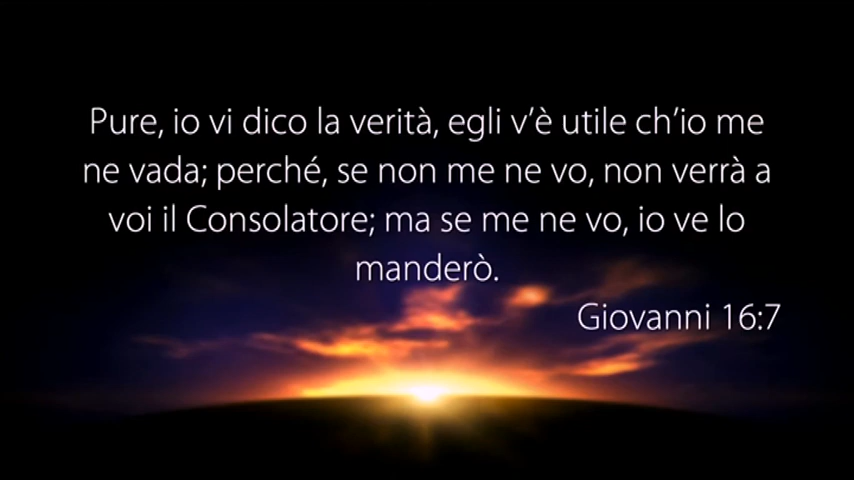 Pure, io vi dico la verità, egli v’è utile ch’io me
ne vada; perché, se non me ne vo, non verrà a
voi il Consolatore; ma se me ne vo, io ve lo
manderò.
Giovanni 16:7